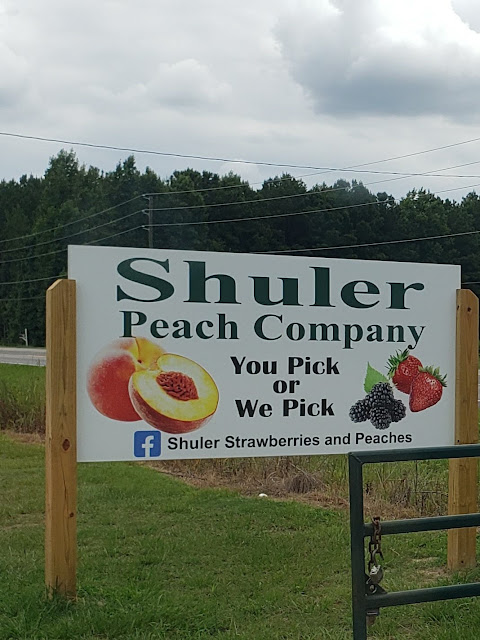 Shuler
Peach Company
You Pick
or
We Pick
f Shuler Strawberries and Peaches